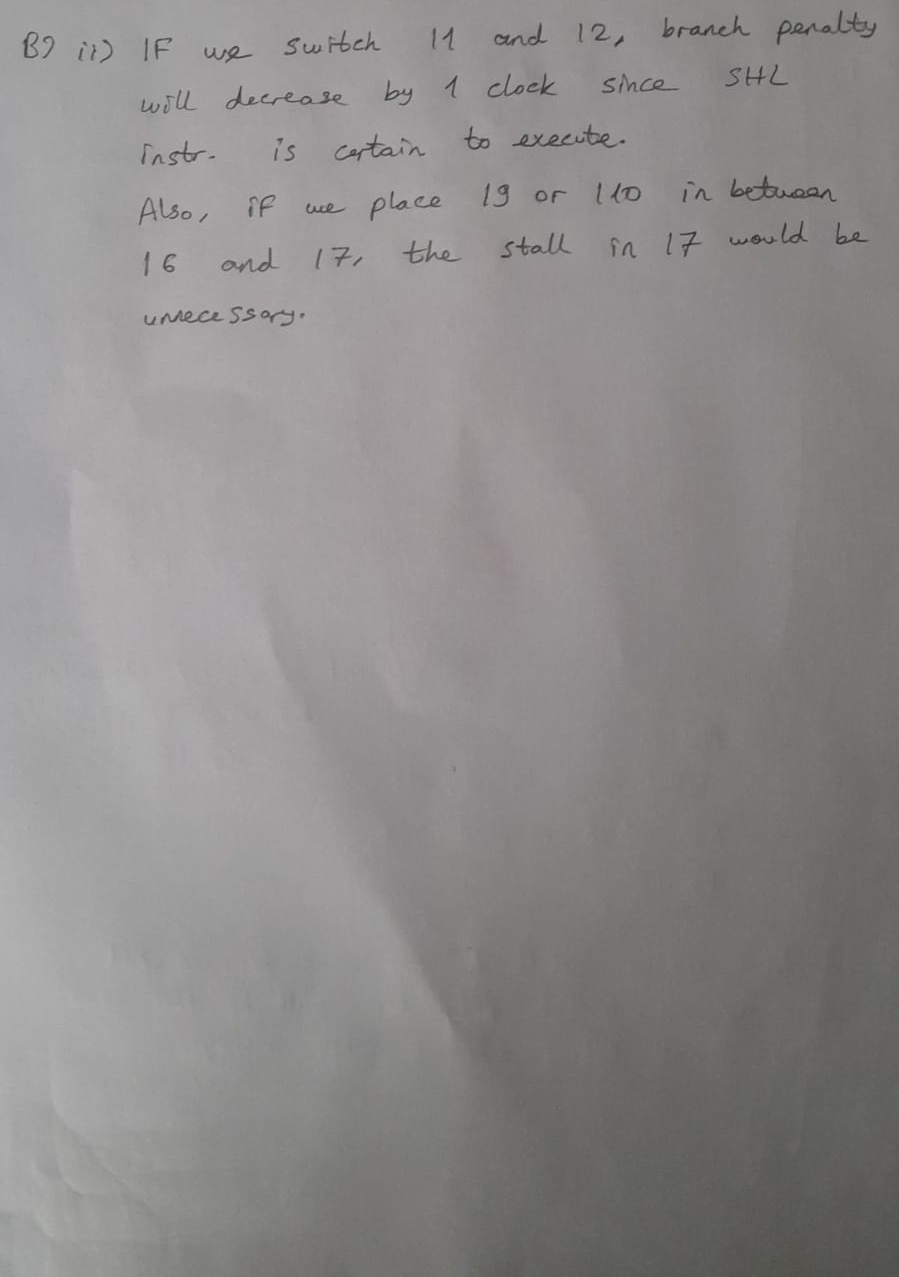 B) ii) IF we switch I1 and I2, branch penalty
will decrease by 1 clock since SHL
instr. is certain to execute.
Also, if we place I9 or I10 in between
I6 and I7, the stall in I7 would be
unnecessary.